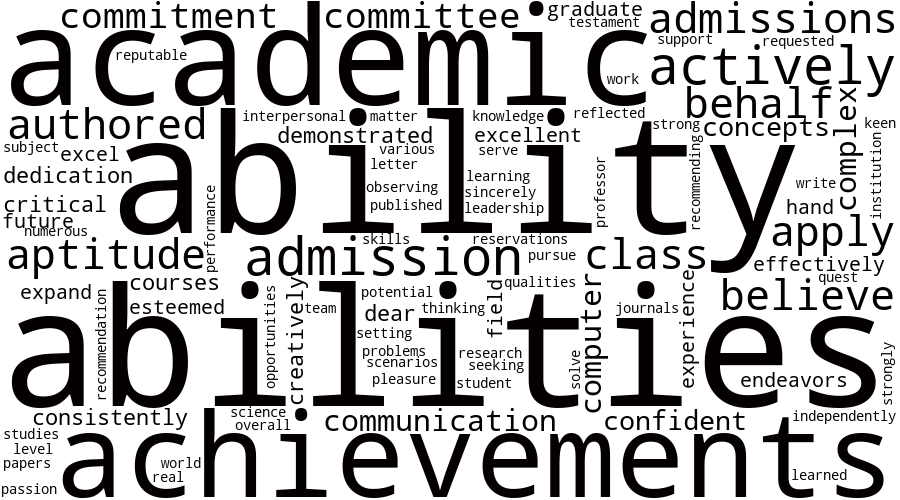 commitment
committee
graduate
testament
admissions
academic
reputable
support
requested
work
actively
authored
interpersonal
matter
knowledge
reflected
behalf
complex
demonstrated
excellent
strong
concepts
keen
subject
excel
ability
various
serve
letter
dedication
observing
learning
sincerely
professor
recommending
write
institution
critical
published
leadership
hand
future
numerous
performance
apply
aptitude
admission
skills
reservations
class
pursue
effectively
expand
courses
potential
qualities
quest
esteemed
recommendation
abilities
opportunities
creatively
team
dear
thinking
field
computer
journals
experience
believe
setting
problems
scenarios
pleasure
research
seeking
student
solve
endeavors
strongly
consistently
science
overall
communication
confident
independently
studies
level
papers
achievements
world
real
learned
passion